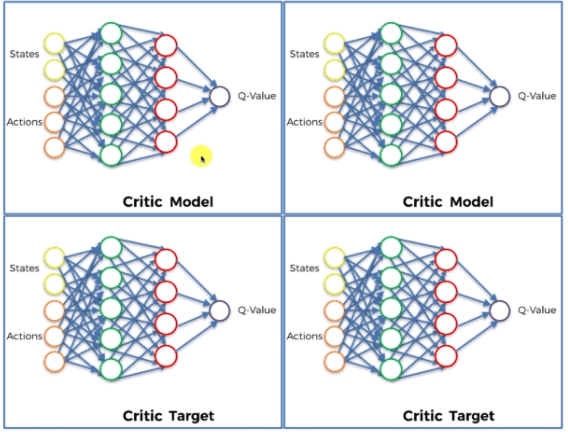 States
Actions
Q-Value
Critic Model
States
Actions
Q-Value
Critic Model
States
Actions
Q-Value
Critic Target
States
Actions
Q-Value
Critic Target